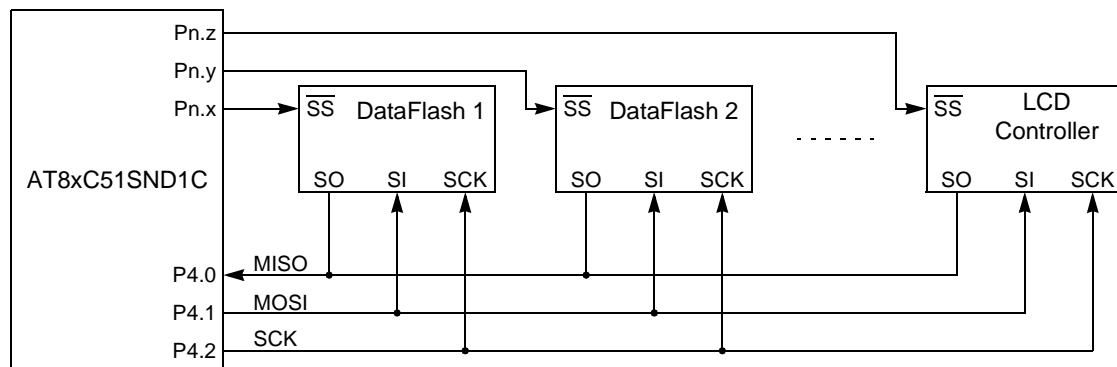 Pn.z
Pn.y
Pn.x
SS DataFlash 1
SS DataFlash 2
SS LCD
Controller
AT8xC51SND1C
SO SI SCK
SO SI SCK
SO SI SCK
P4.0 MISO
P4.1 MOSI
P4.2 SCK